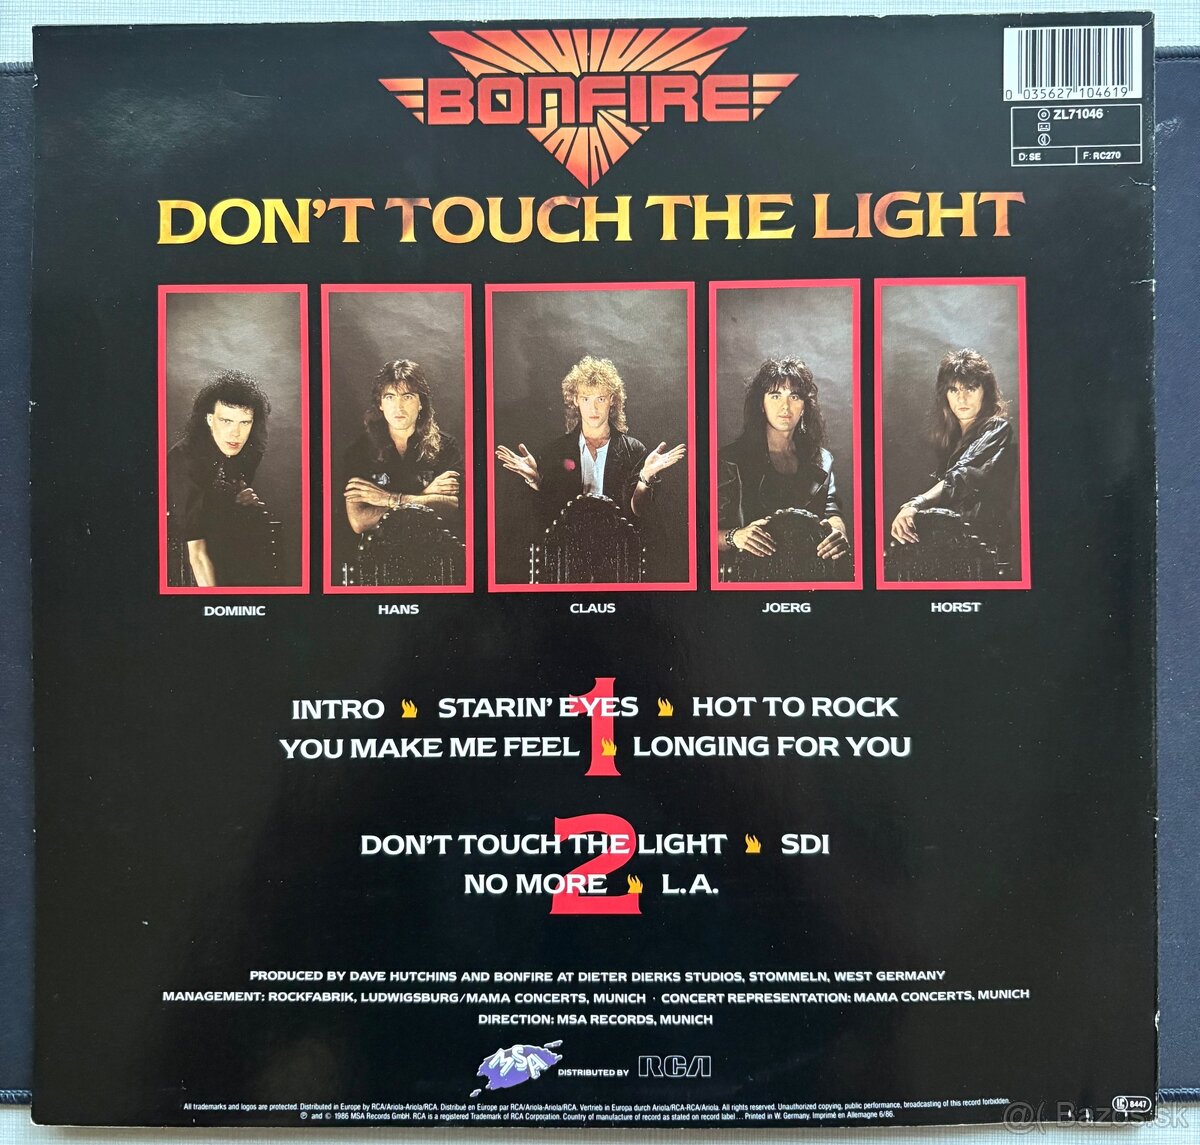 BONFIRE
0 035627 104619
ZL71046
D: SE F: RC270
DON'T TOUCH THE LIGHT
DOMINIC HANS CLAUS JOERG HORST
1
INTRO STARIN' EYES HOT TO ROCK
YOU MAKE ME FEEL LONGING FOR YOU
2
DON'T TOUCH THE LIGHT SDI
NO MORE L.A.
PRODUCED BY DAVE HUTCHINS AND BONFIRE AT DIETER DIERKS STUDIOS, STOMMELN, WEST GERMANY
MANAGEMENT: ROCKFABRIK, LUDWIGSBURG/MAMA CONCERTS, MUNICH · CONCERT REPRESENTATION: MAMA CONCERTS, MUNICH
DIRECTION: MSA RECORDS, MUNICH
MSA DISTRIBUTED BY RCA
All trademarks and logos are protected. Distributed in Europe by RCA/Ariola-Ariola/RCA. Distribué en Europe par RCA/Ariola-Ariola/RCA. Vertrieb in Europa durch Ariola/RCA-RCA/Ariola. All rights reserved. Unauthorized copying, public performance, broadcasting of this record forbidden.
℗ and © 1986 MSA Records GmbH. RCA is a registered Trademark of RCA Corporation. Country of manufacture of record as stated on record label... Printed in W. Germany. Imprimé en Allemagne 6/86.
LC 8447
Bazos.sk